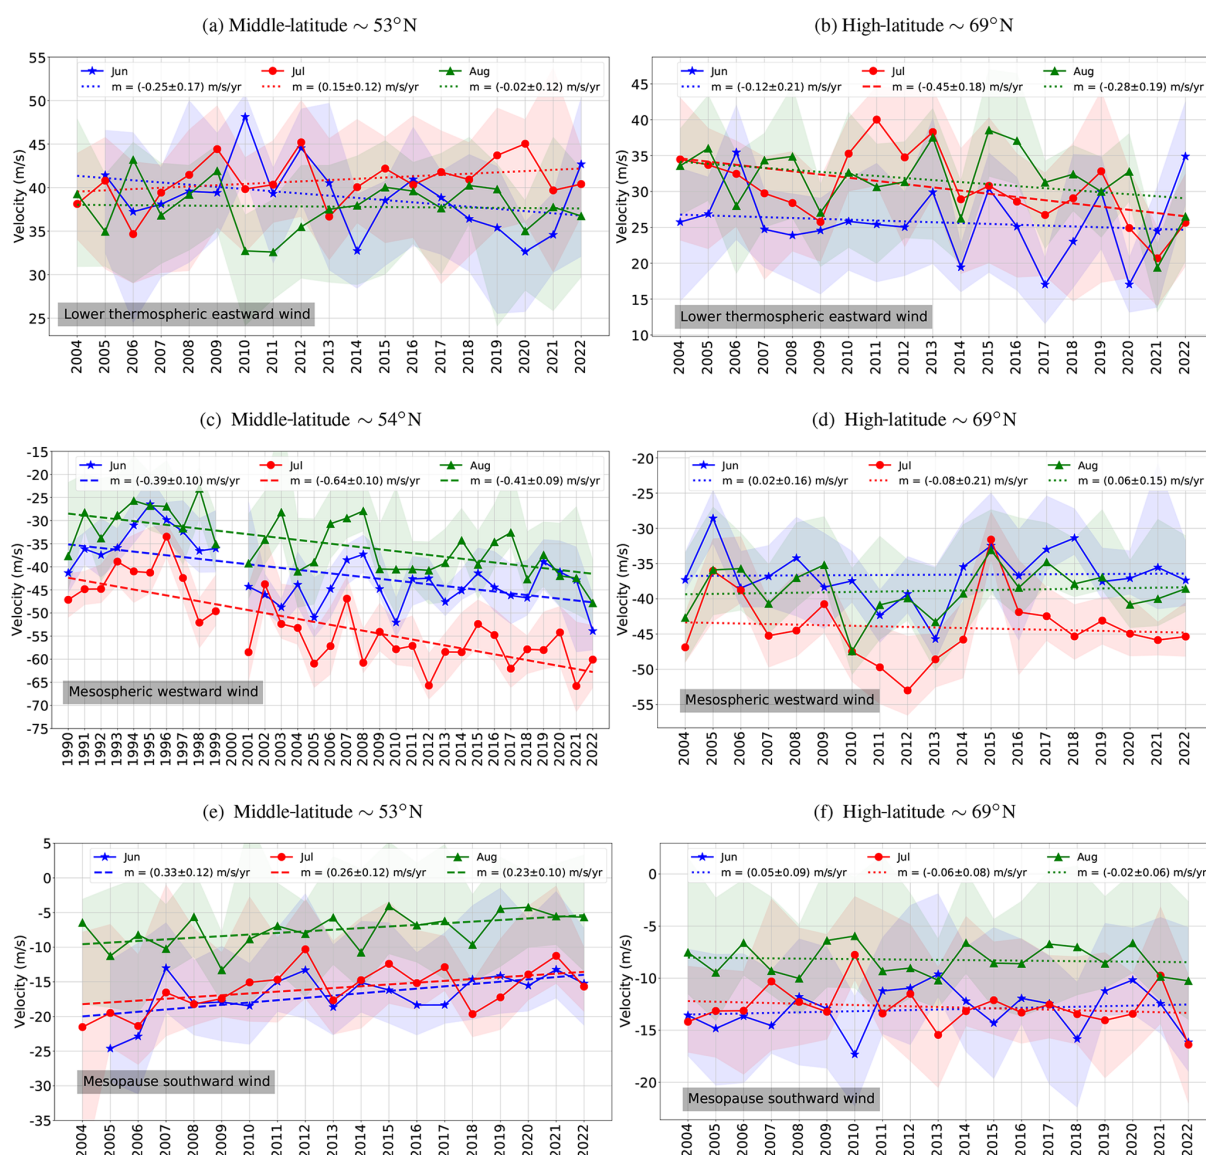 (a) Middle-latitude ∼ 53°N
Jun Jul Aug
m = (-0.25±0.17) m/s/yr m = (0.15±0.12) m/s/yr m = (-0.02±0.12) m/s/yr
55
50
45
40
35
30
25
Velocity (m/s)
Lower thermospheric eastward wind
2004 2005 2006 2007 2008 2009 2010 2011 2012 2013 2014 2015 2016 2017 2018 2019 2020 2021 2022
(b) High-latitude ∼ 69°N
Jun Jul Aug
m = (-0.12±0.21) m/s/yr m = (-0.45±0.18) m/s/yr m = (-0.28±0.19) m/s/yr
45
40
35
30
25
20
15
10
Velocity (m/s)
Lower thermospheric eastward wind
2004 2005 2006 2007 2008 2009 2010 2011 2012 2013 2014 2015 2016 2017 2018 2019 2020 2021 2022
(c) Middle-latitude ∼ 54°N
Jun Jul Aug
m = (-0.39±0.10) m/s/yr m = (-0.64±0.10) m/s/yr m = (-0.41±0.09) m/s/yr
-15
-20
-25
-30
-35
-40
-45
-50
-55
-60
-65
-70
-75
Velocity (m/s)
Mesospheric westward wind
1990 1991 1992 1993 1994 1995 1996 1997 1998 1999 2000 2001 2002 2003 2004 2005 2006 2007 2008 2009 2010 2011 2012 2013 2014 2015 2016 2017 2018 2019 2020 2021 2022
(d) High-latitude ∼ 69°N
Jun Jul Aug
m = (0.02±0.16) m/s/yr m = (-0.08±0.21) m/s/yr m = (0.06±0.15) m/s/yr
-20
-25
-30
-35
-40
-45
-50
-55
Velocity (m/s)
Mesospheric westward wind
2004 2005 2006 2007 2008 2009 2010 2011 2012 2013 2014 2015 2016 2017 2018 2019 2020 2021 2022
(e) Middle-latitude ∼ 53°N
Jun Jul Aug
m = (0.33±0.12) m/s/yr m = (0.26±0.12) m/s/yr m = (0.23±0.10) m/s/yr
5
0
-5
-10
-15
-20
-25
-30
-35
Velocity (m/s)
Mesopause southward wind
2004 2005 2006 2007 2008 2009 2010 2011 2012 2013 2014 2015 2016 2017 2018 2019 2020 2021 2022
(f) High-latitude ∼ 69°N
Jun Jul Aug
m = (0.05±0.09) m/s/yr m = (-0.06±0.08) m/s/yr m = (-0.02±0.06) m/s/yr
0
-5
-10
-15
-20
Velocity (m/s)
Mesopause southward wind
2004 2005 2006 2007 2008 2009 2010 2011 2012 2013 2014 2015 2016 2017 2018 2019 2020 2021 2022